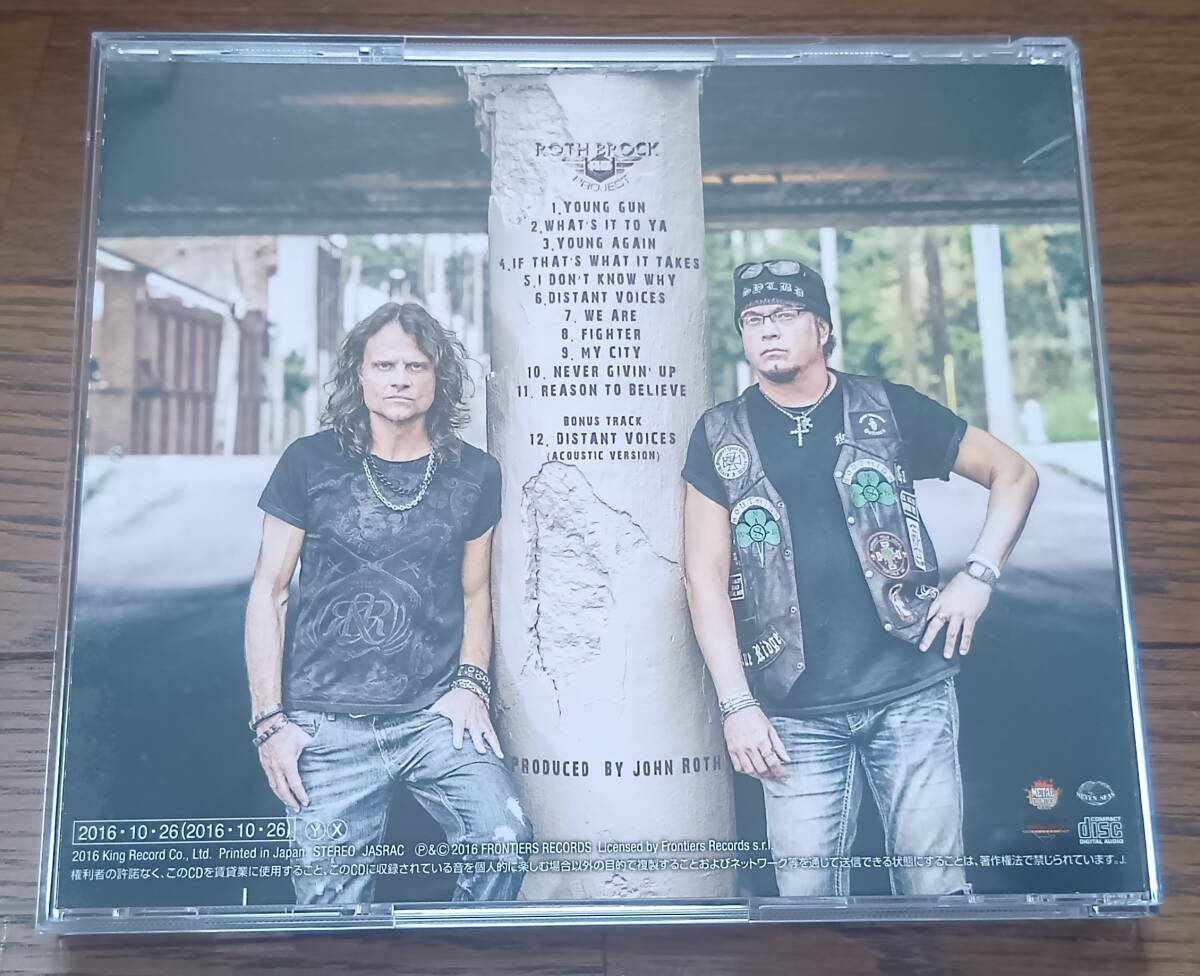 ROTH BROCK
RB
PROJECT
1. YOUNG GUN
2. WHAT'S IT TO YA
3. YOUNG AGAIN
4. IF THAT'S WHAT IT TAKES
5. I DON'T KNOW WHY
6. DISTANT VOICES
7. WE ARE
8. FIGHTER
9. MY CITY
10. NEVER GIVIN' UP
11. REASON TO BELIEVE
BONUS TRACK
12. DISTANT VOICES
(ACOUSTIC VERSION)
SYLBY
Ridge
PRODUCED BY JOHN ROTH
METAL
SEVEN SEAS
COMPACT
disc
DIGITAL AUDIO
2016・10・26(2016・10・26) Ⓨ Ⓧ
2016 King Record Co., Ltd. Printed in Japan STEREO JASRAC Ⓟ&Ⓒ 2016 FRONTIERS RECORDS Licensed by Frontiers Records s.r.l.
権利者の許諾なく、このCDを賃貸業に使用すること、このCDに収録されている音を個人的に楽しむ場合以外の目的で複製することおよびネットワーク等を通じて送信できる状態にすることは、著作権法で禁じられています。J.